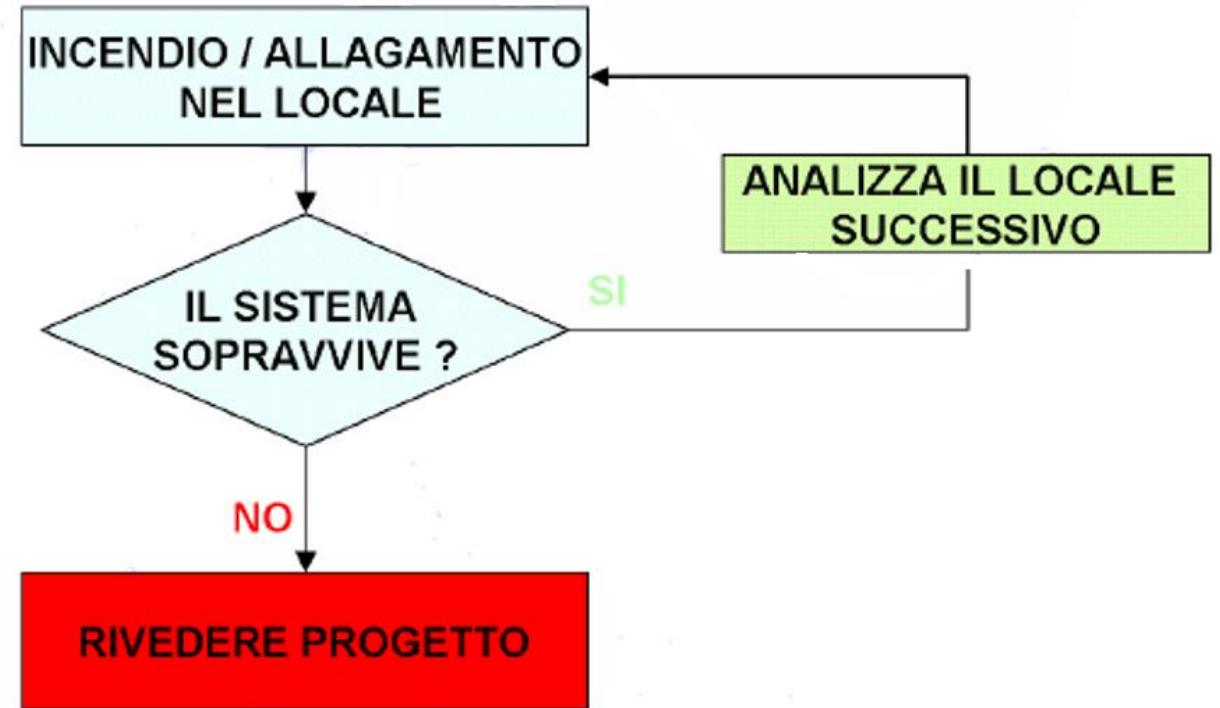 INCENDIO / ALLAGAMENTO
NEL LOCALE
ANALIZZA IL LOCALE
SUCCESSIVO
SI
IL SISTEMA
SOPRAVVIVE ?
NO
RIVEDERE PROGETTO